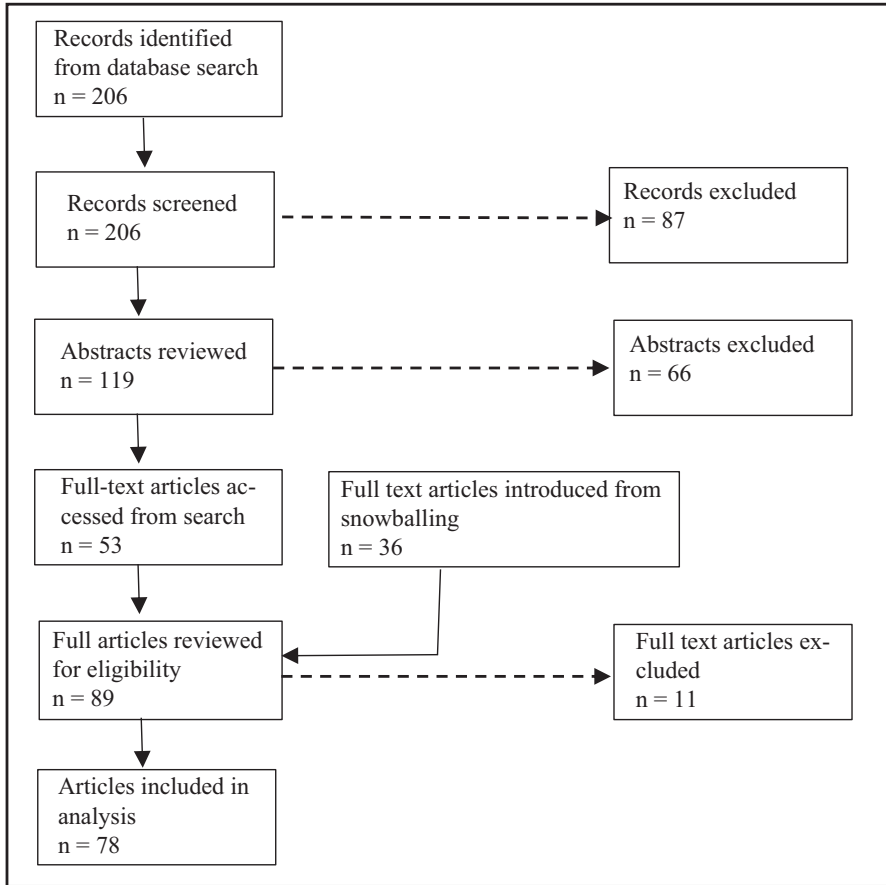 Records identified
from database search
n = 206
Records screened
n = 206
Records excluded
n = 87
Abstracts reviewed
n = 119
Abstracts excluded
n = 66
Full-text articles ac-
cessed from search
n = 53
Full text articles introduced from
snowballing
n = 36
Full articles reviewed
for eligibility
n = 89
Full text articles ex-
cluded
n = 11
Articles included in
analysis
n = 78